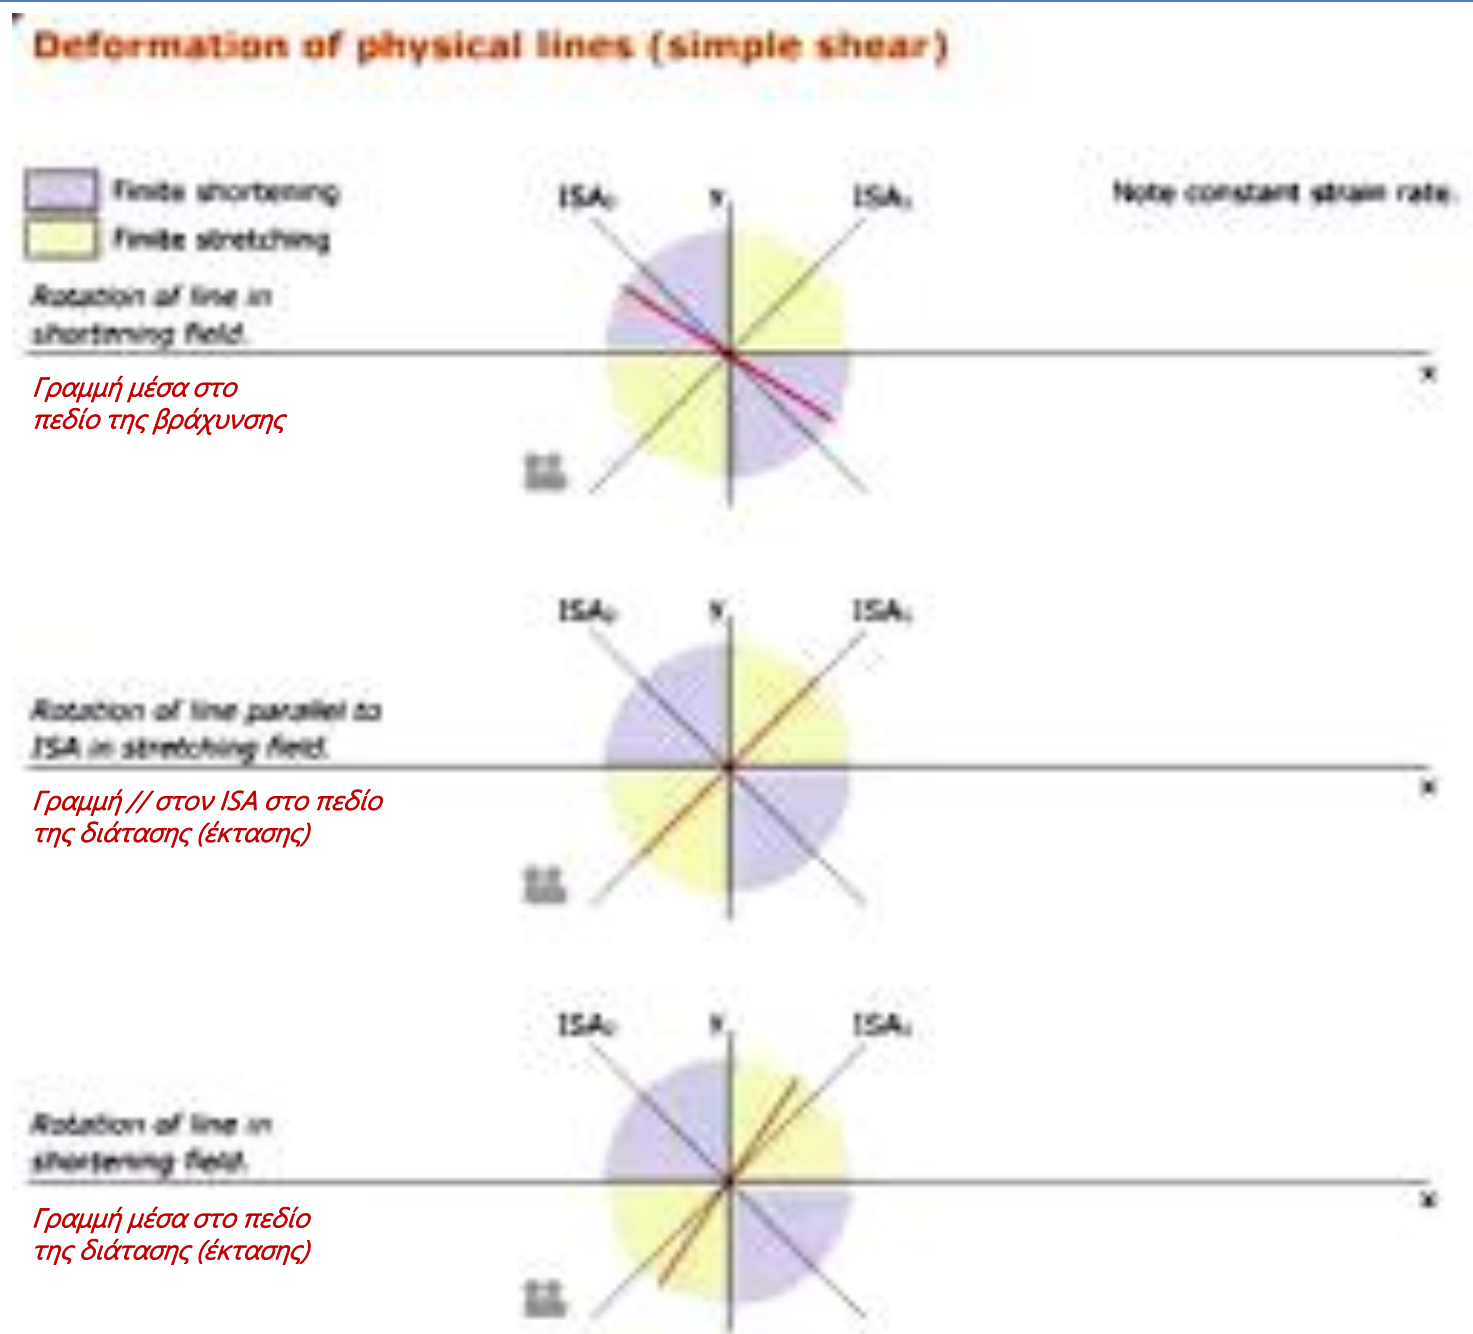 Deformation of physical lines (simple shear)
Finite shortening
Finite stretching
Note constant strain rate.
ISA₂
y
ISA₁
Rotation of line in
shortening field.
x
Γραμμή μέσα στο
πεδίο της βράχυνσης
ISA₂
y
ISA₁
Rotation of line parallel to
ISA in stretching field.
x
Γραμμή // στον ISA στο πεδίο
της διάτασης (έκτασης)
ISA₂
y
ISA₁
Rotation of line in
shortening field.
x
Γραμμή μέσα στο πεδίο
της διάτασης (έκτασης)